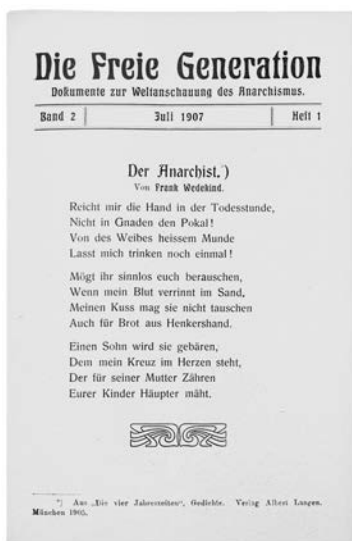 Die Freie Generation
Dokumente zur Weltanschauung des Anarchismus.
Band 2 Juli 1907 Heft 1
Der Anarchist.*)
Von Frank Wedekind.
Reicht mir die Hand in der Todesstunde,
Nicht in Gnaden den Pokal!
Von des Weibes heissem Munde
Lasst mich trinken noch einmal!
Mögt ihr sinnlos euch berauschen,
Wenn mein Blut verrinnt im Sand,
Meinen Kuss mag sie nicht tauschen
Auch für Brot aus Henkershand.
Einen Sohn wird sie gebären,
Dem mein Kreuz im Herzen steht,
Der für seiner Mutter Zähren
Eurer Kinder Häupter mäht.
*) Aus „Die vier Jahreszeiten", Gedichte. Verlag Albert Langen.
München 1905.